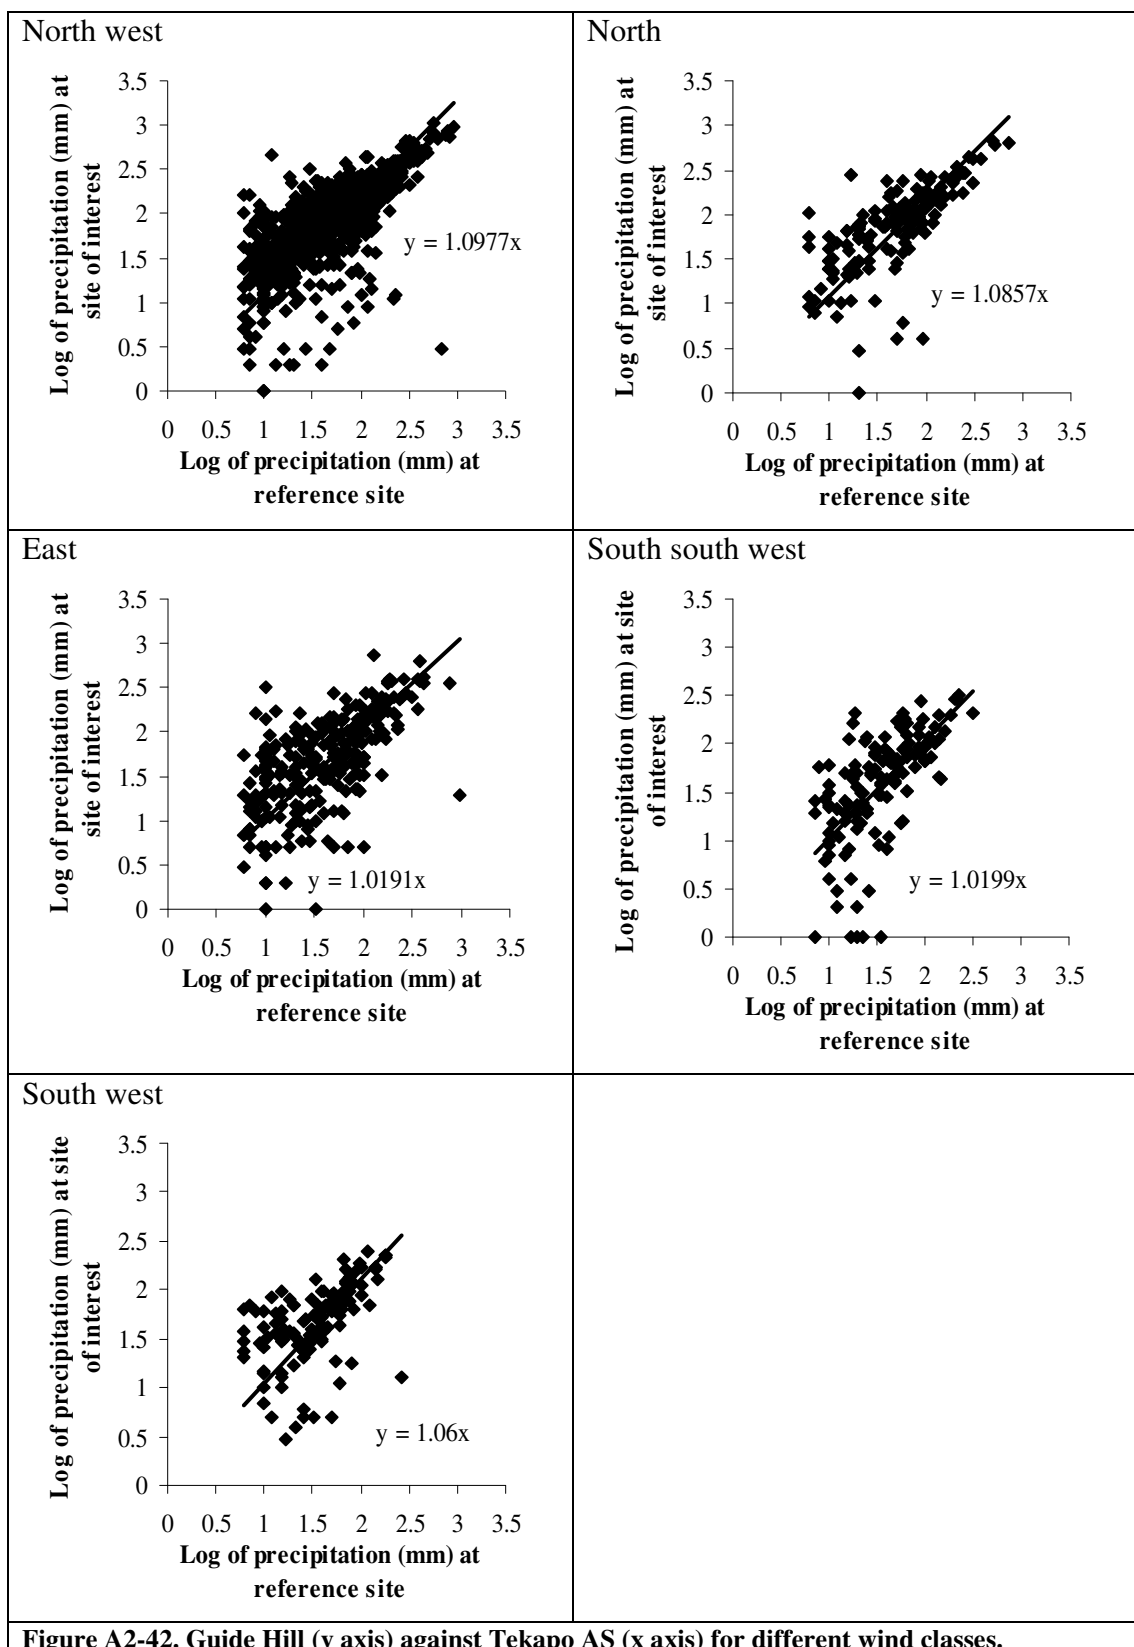 North west
3.5
3
2.5
2
1.5
1
0.5
0
Log of precipitation (mm) at
site of interest
y = 1.0977x
0 0.5 1 1.5 2 2.5 3 3.5
Log of precipitation (mm) at
reference site
North
3.5
3
2.5
2
1.5
1
0.5
0
Log of precipitation (mm) at
site of interest
y = 1.0857x
0 0.5 1 1.5 2 2.5 3 3.5
Log of precipitation (mm) at
reference site
East
3.5
3
2.5
2
1.5
1
0.5
0
Log of precipitation (mm) at
site of interest
y = 1.0191x
0 0.5 1 1.5 2 2.5 3 3.5
Log of precipitation (mm) at
reference site
South south west
3.5
3
2.5
2
1.5
1
0.5
0
Log of precipitation (mm) at site
of interest
y = 1.0199x
0 0.5 1 1.5 2 2.5 3 3.5
Log of precipitation (mm) at
reference site
South west
3.5
3
2.5
2
1.5
1
0.5
0
Log of precipitation (mm) at site
of interest
y = 1.06x
0 0.5 1 1.5 2 2.5 3 3.5
Log of precipitation (mm) at
reference site
Figure A2-42. Guide Hill (y axis) against Tekapo AS (x axis) for different wind classes.